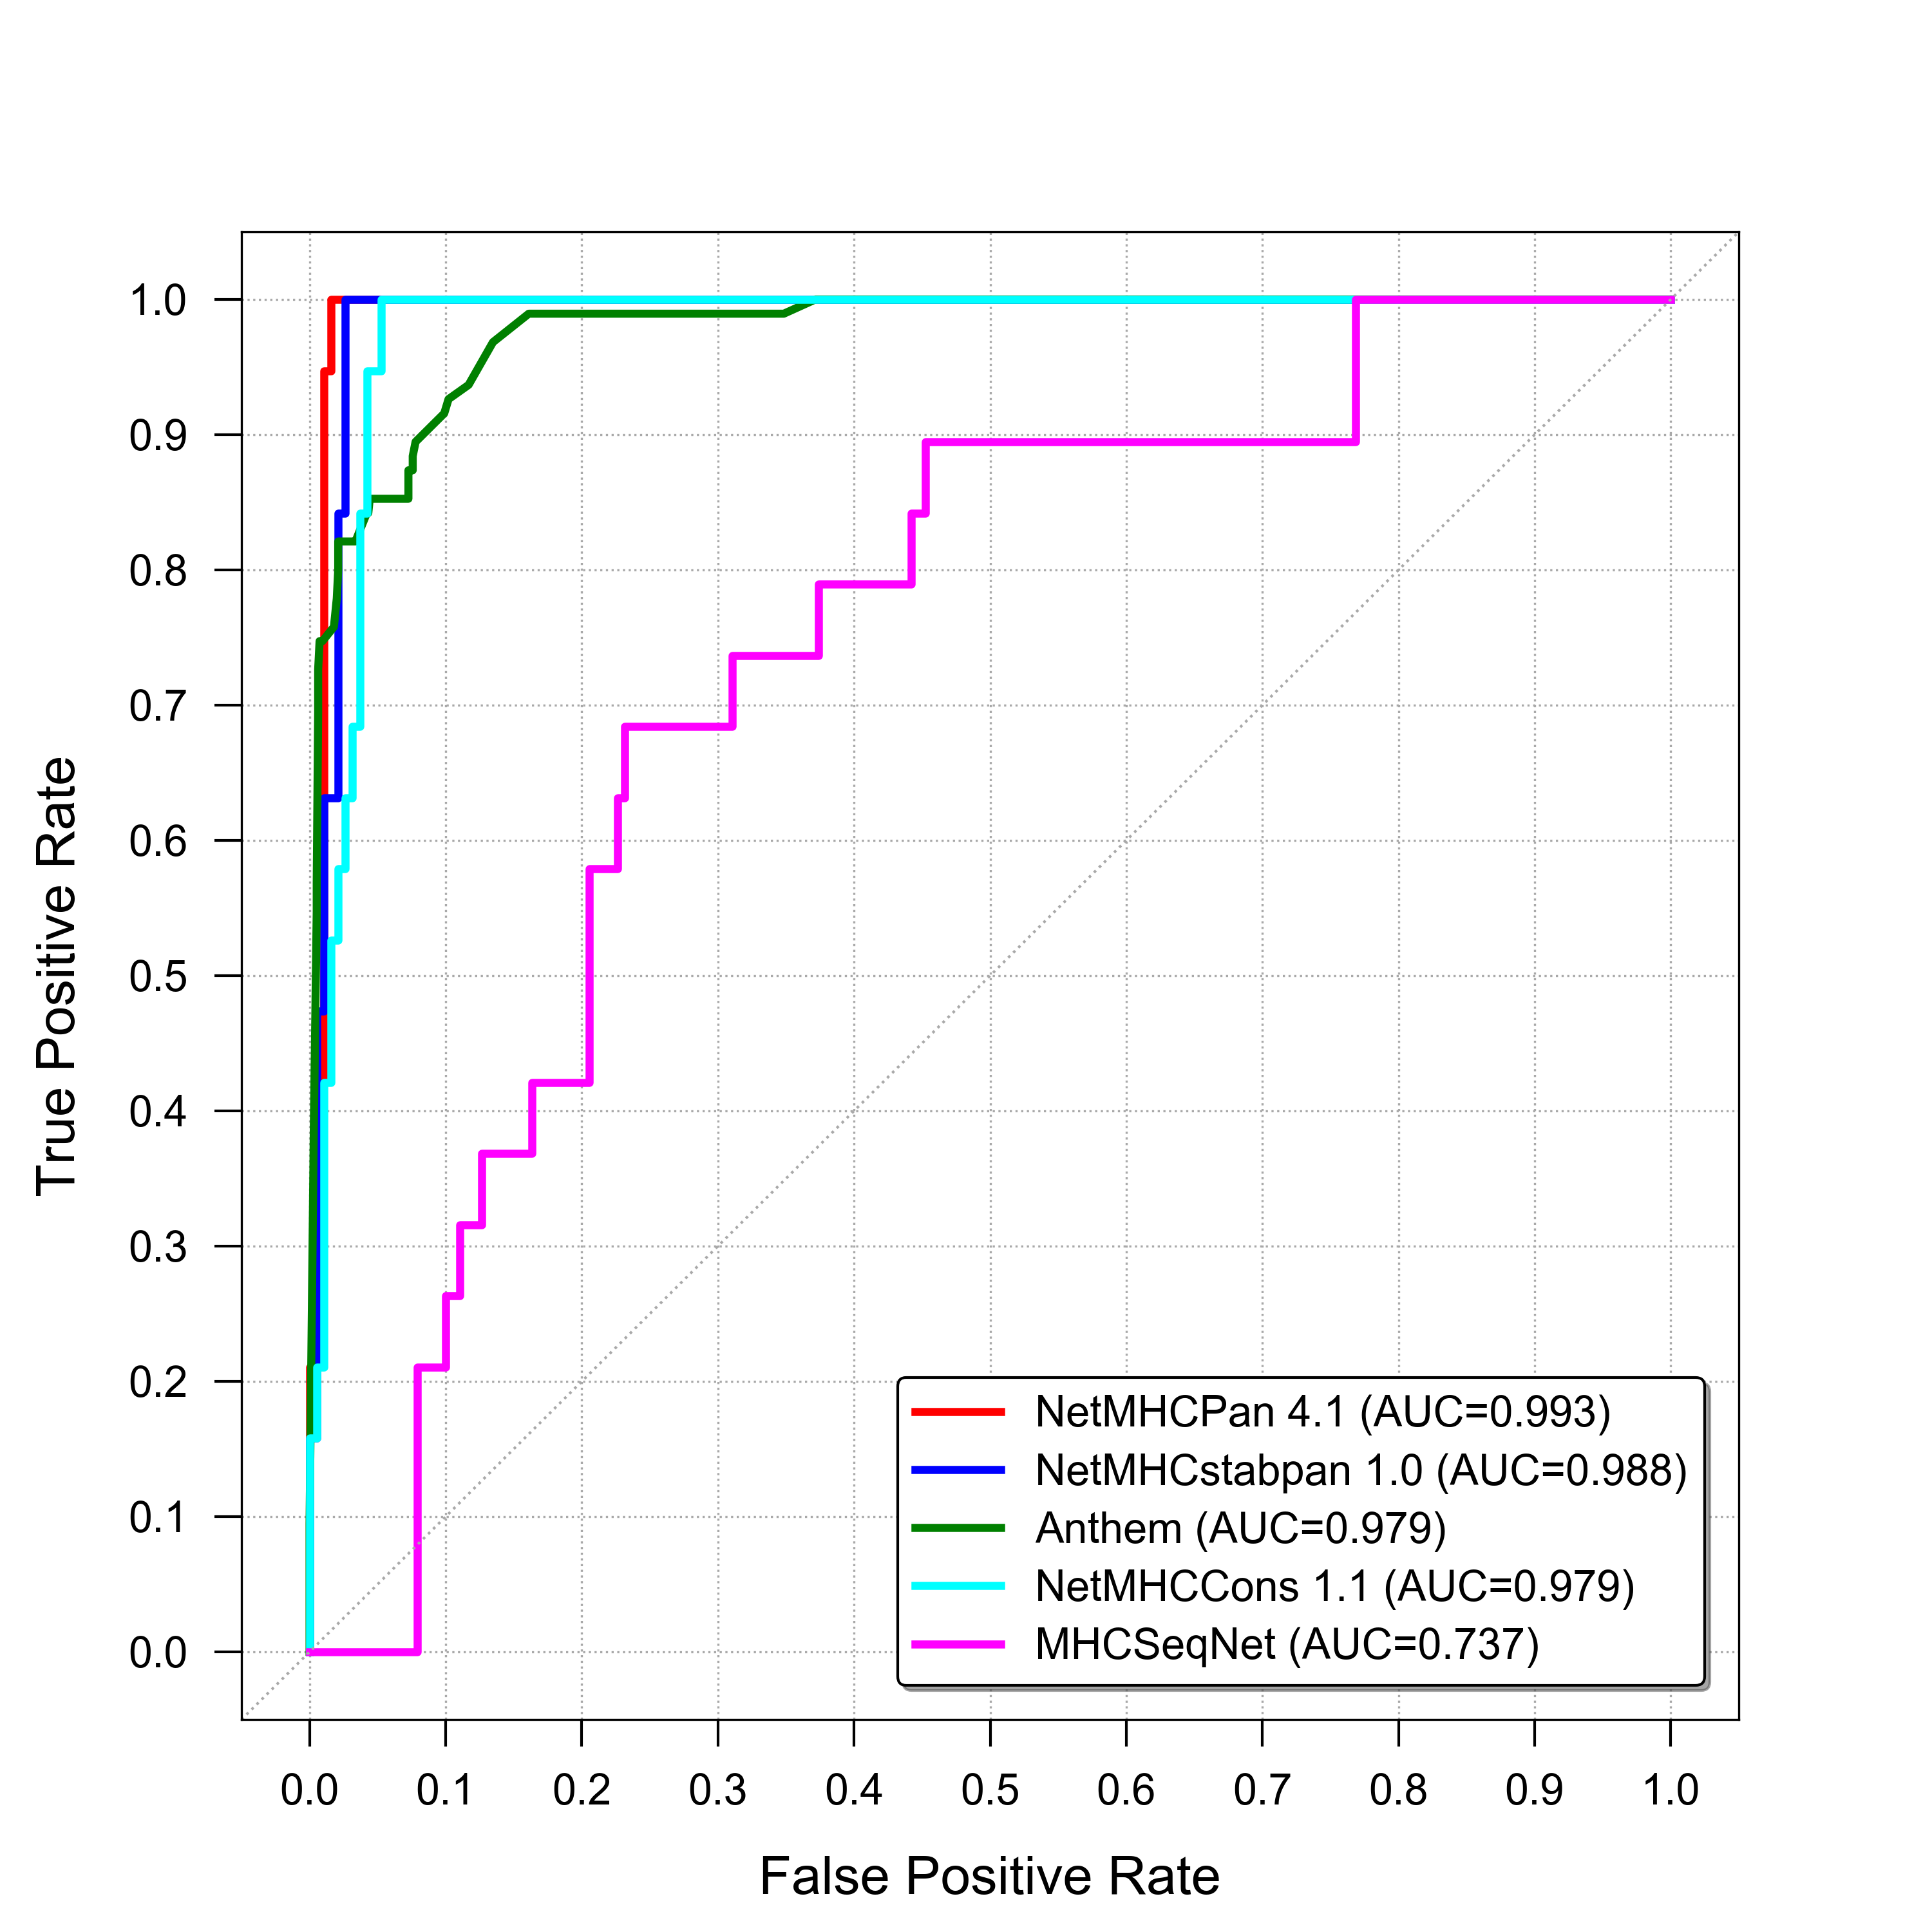 1.0
0.9
0.8
0.7
0.6
0.5
0.4
0.3
0.2
0.1
0.0
True Positive Rate
NetMHCPan 4.1 (AUC=0.993)
NetMHCstabpan 1.0 (AUC=0.988)
Anthem (AUC=0.979)
NetMHCCons 1.1 (AUC=0.979)
MHCSeqNet (AUC=0.737)
0.0 0.1 0.2 0.3 0.4 0.5 0.6 0.7 0.8 0.9 1.0
False Positive Rate